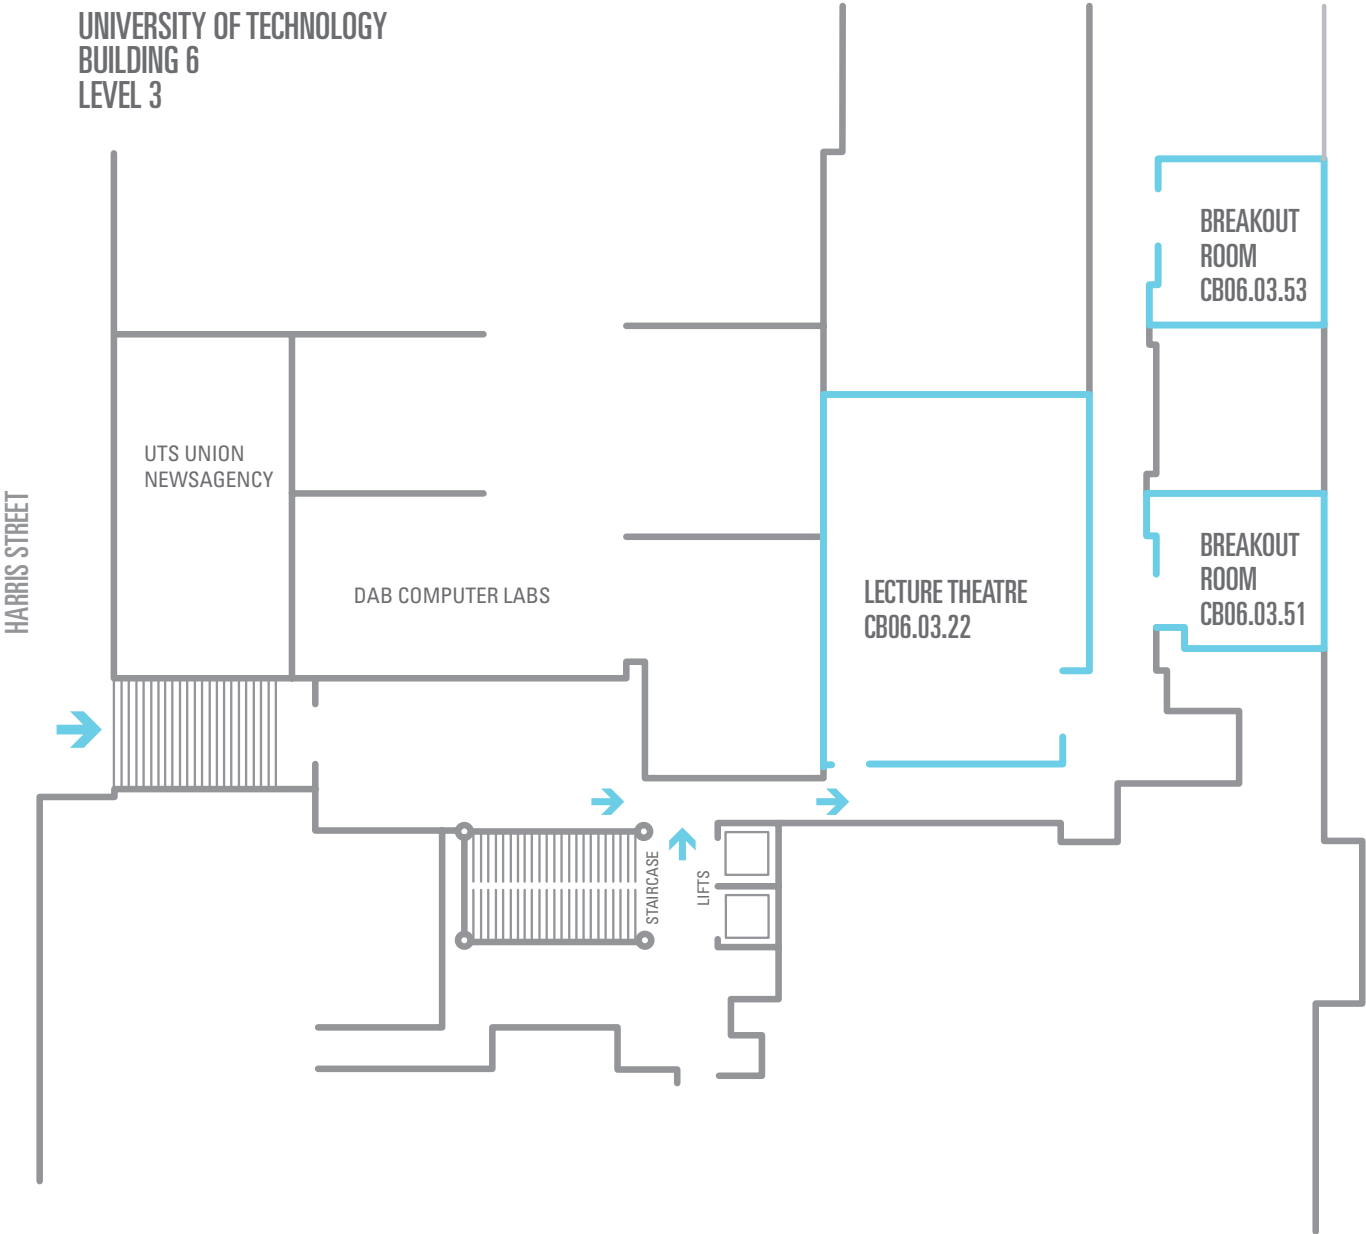 UNIVERSITY OF TECHNOLOGY
BUILDING 6
LEVEL 3
BREAKOUT
ROOM
CB06.03.53
UTS UNION
NEWSAGENCY
HARRIS STREET
DAB COMPUTER LABS
LECTURE THEATRE
CB06.03.22
BREAKOUT
ROOM
CB06.03.51
STAIRCASE
LIFTS